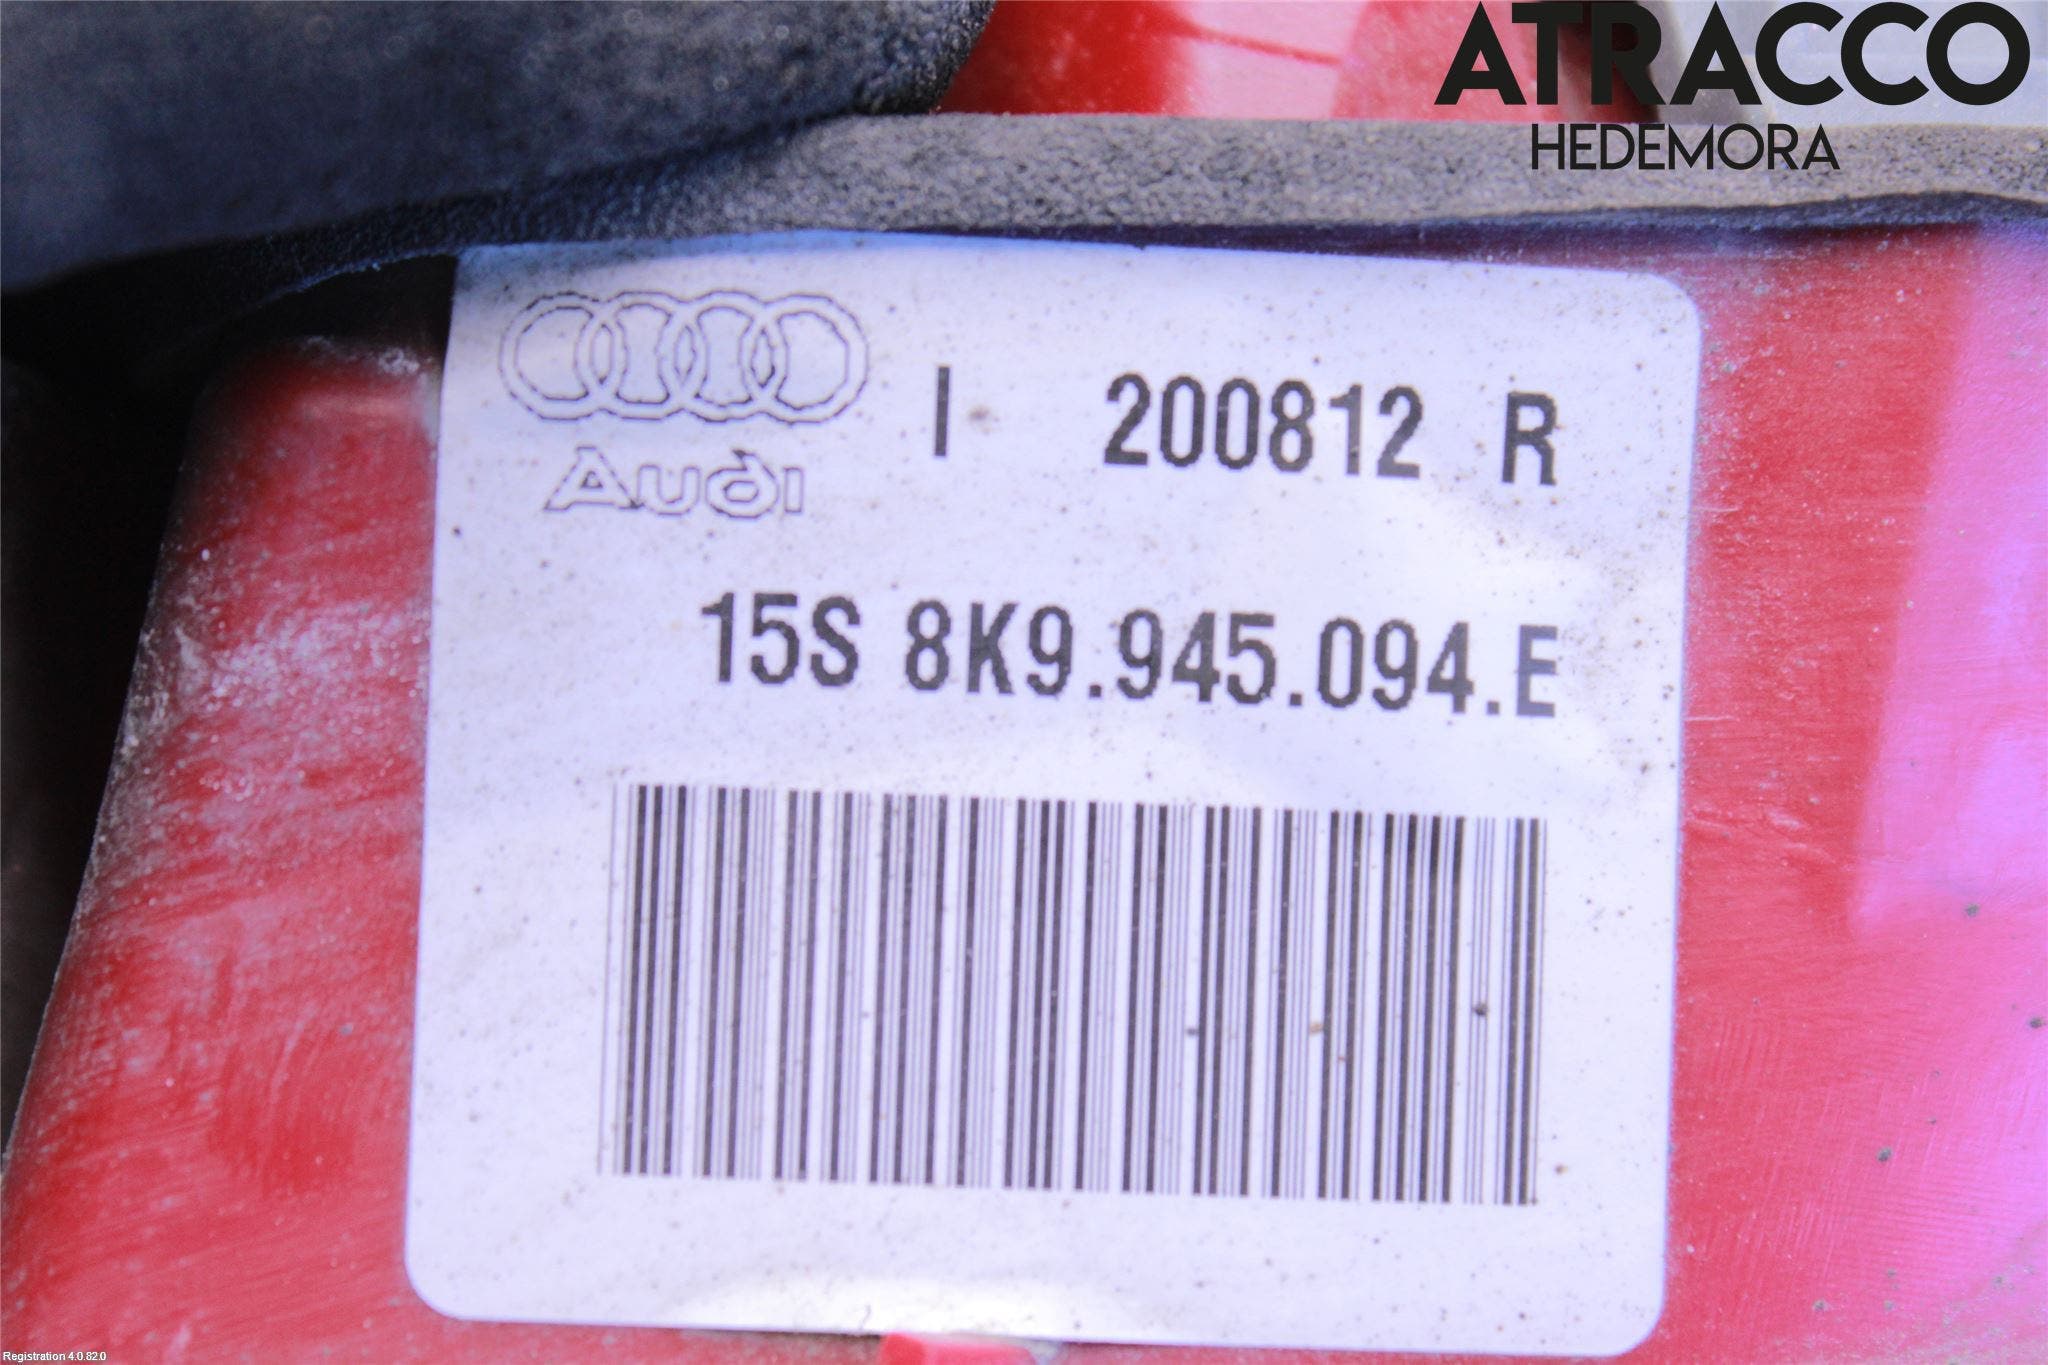 ATRACCO
HEDEMORA
I 200812 R
Audi
15S 8K9.945.094.E
Registration 4.0.82.0